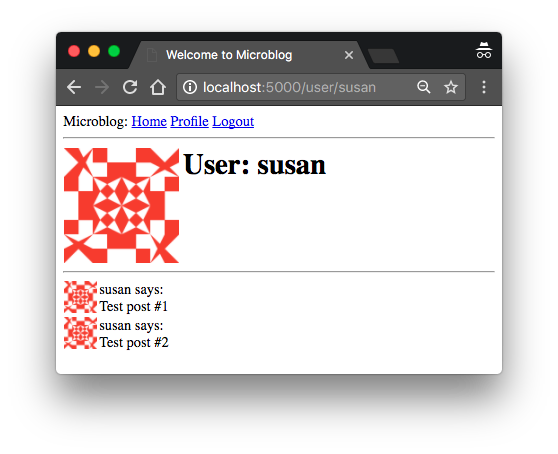 Welcome to Microblog
localhost:5000/user/susan
Microblog: Home Profile Logout
User: susan
susan says:
Test post #1
susan says:
Test post #2